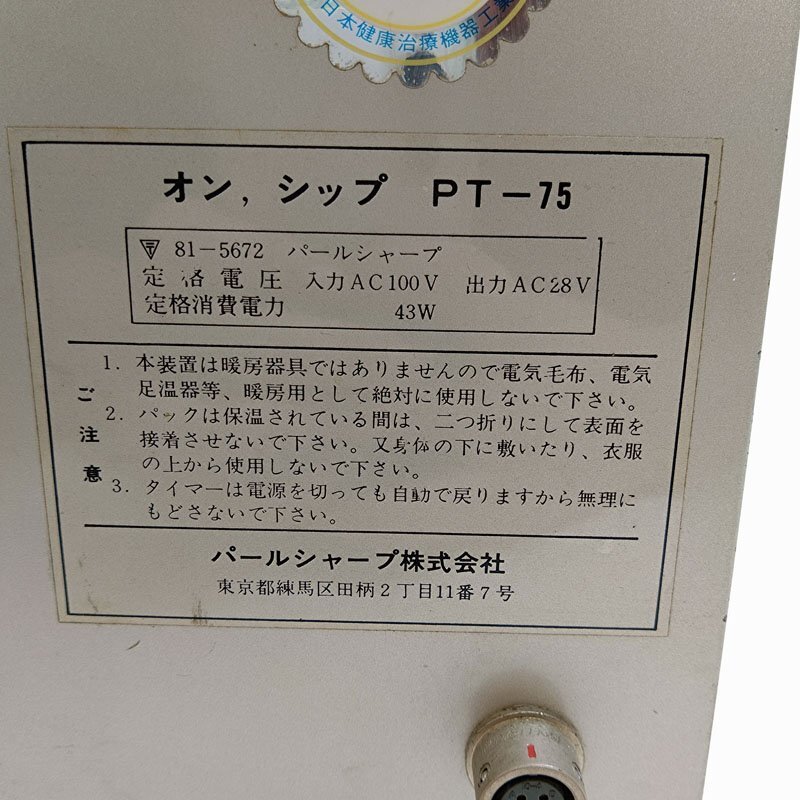 日本健康治療機器工業
オン, シップ PT-75
81-5672 パールシャープ
定格電圧 入力AC100V 出力AC28V
定格消費電力 43W
ご注意
1. 本装置は暖房器具ではありませんので電気毛布、電気
足温器等、暖房用として絶対に使用しないで下さい。
2. パックは保温されている間は、二つ折りにして表面を
接着させないで下さい。又身体の下に敷いたり、衣服
の上から使用しないで下さい。
3. タイマーは電源を切っても自動で戻りますから無理に
もどさないで下さい。
パールシャープ株式会社
東京都練馬区田柄2丁目11番7号